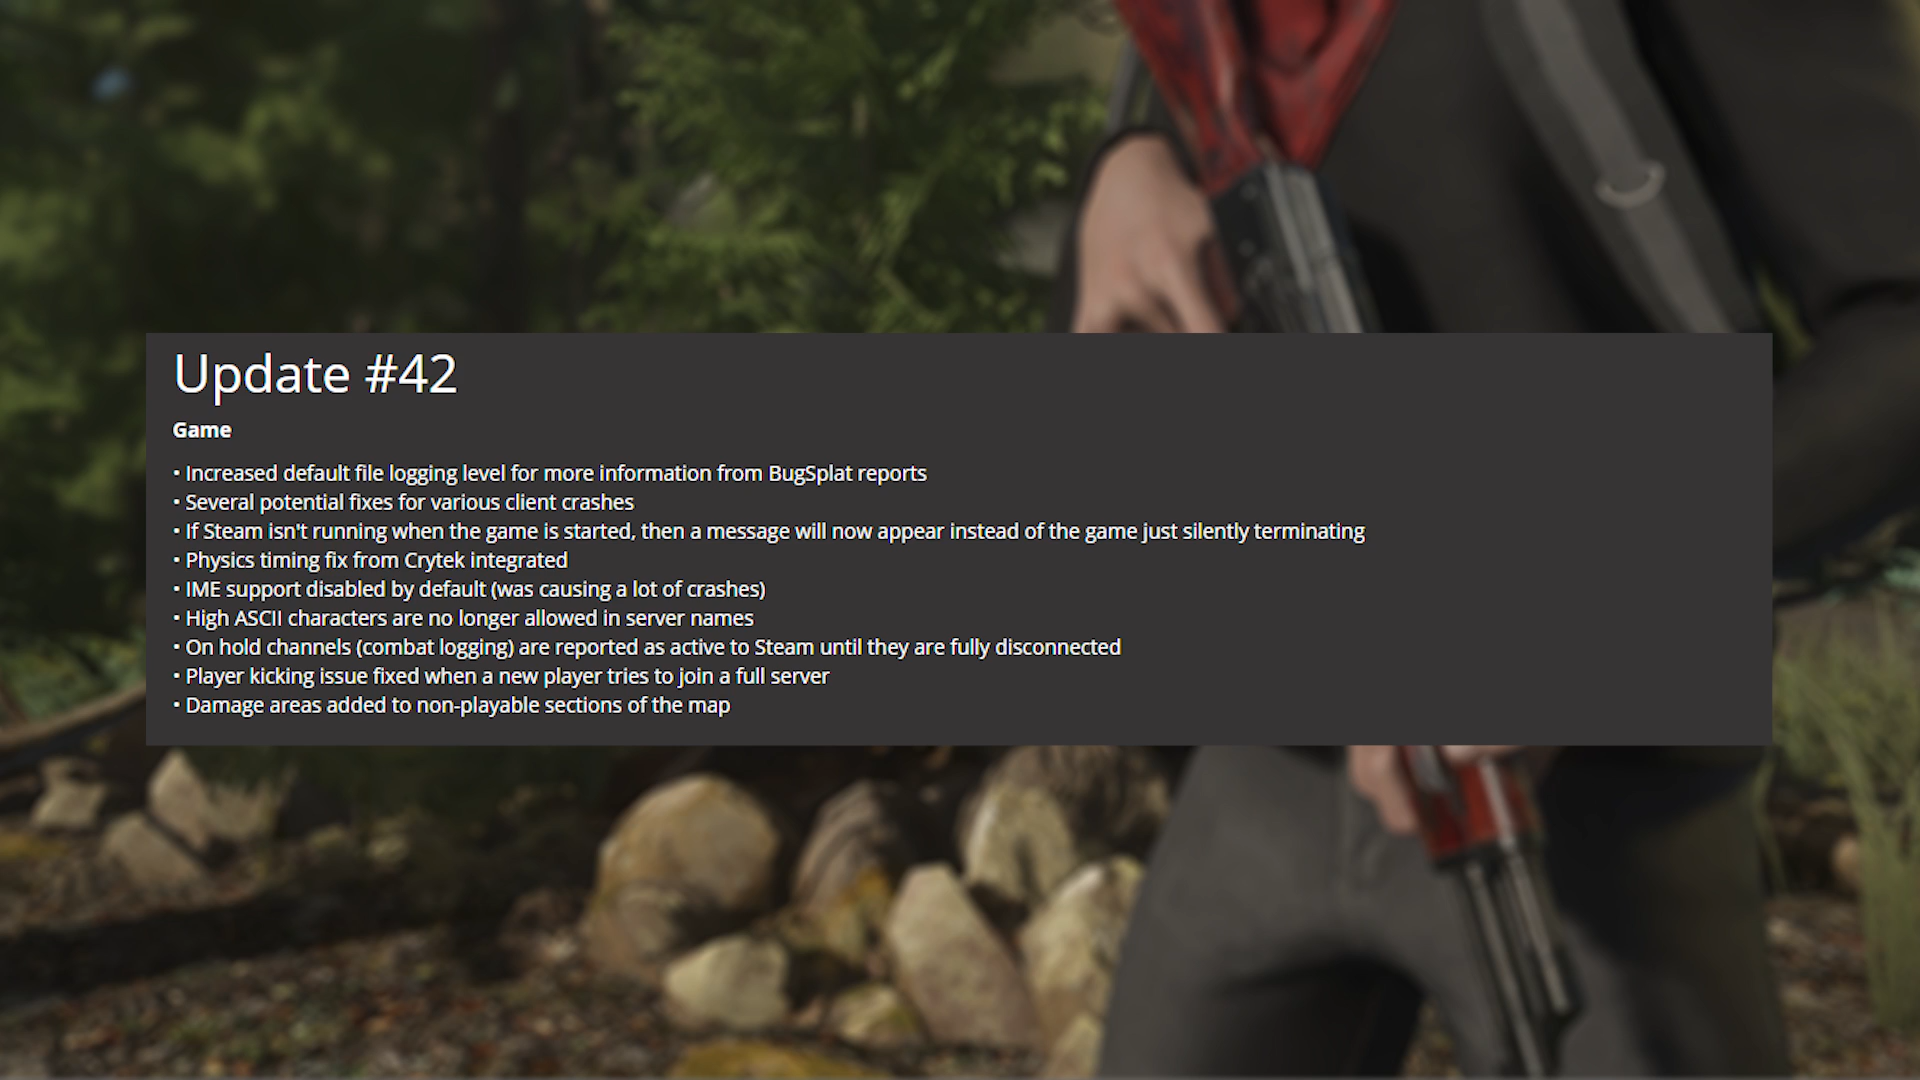 Update #42
Game
• Increased default file logging level for more information from BugSplat reports
• Several potential fixes for various client crashes
• If Steam isn't running when the game is started, then a message will now appear instead of the game just silently terminating
• Physics timing fix from Crytek integrated
• IME support disabled by default (was causing a lot of crashes)
• High ASCII characters are no longer allowed in server names
• On hold channels (combat logging) are reported as active to Steam until they are fully disconnected
• Player kicking issue fixed when a new player tries to join a full server
• Damage areas added to non-playable sections of the map